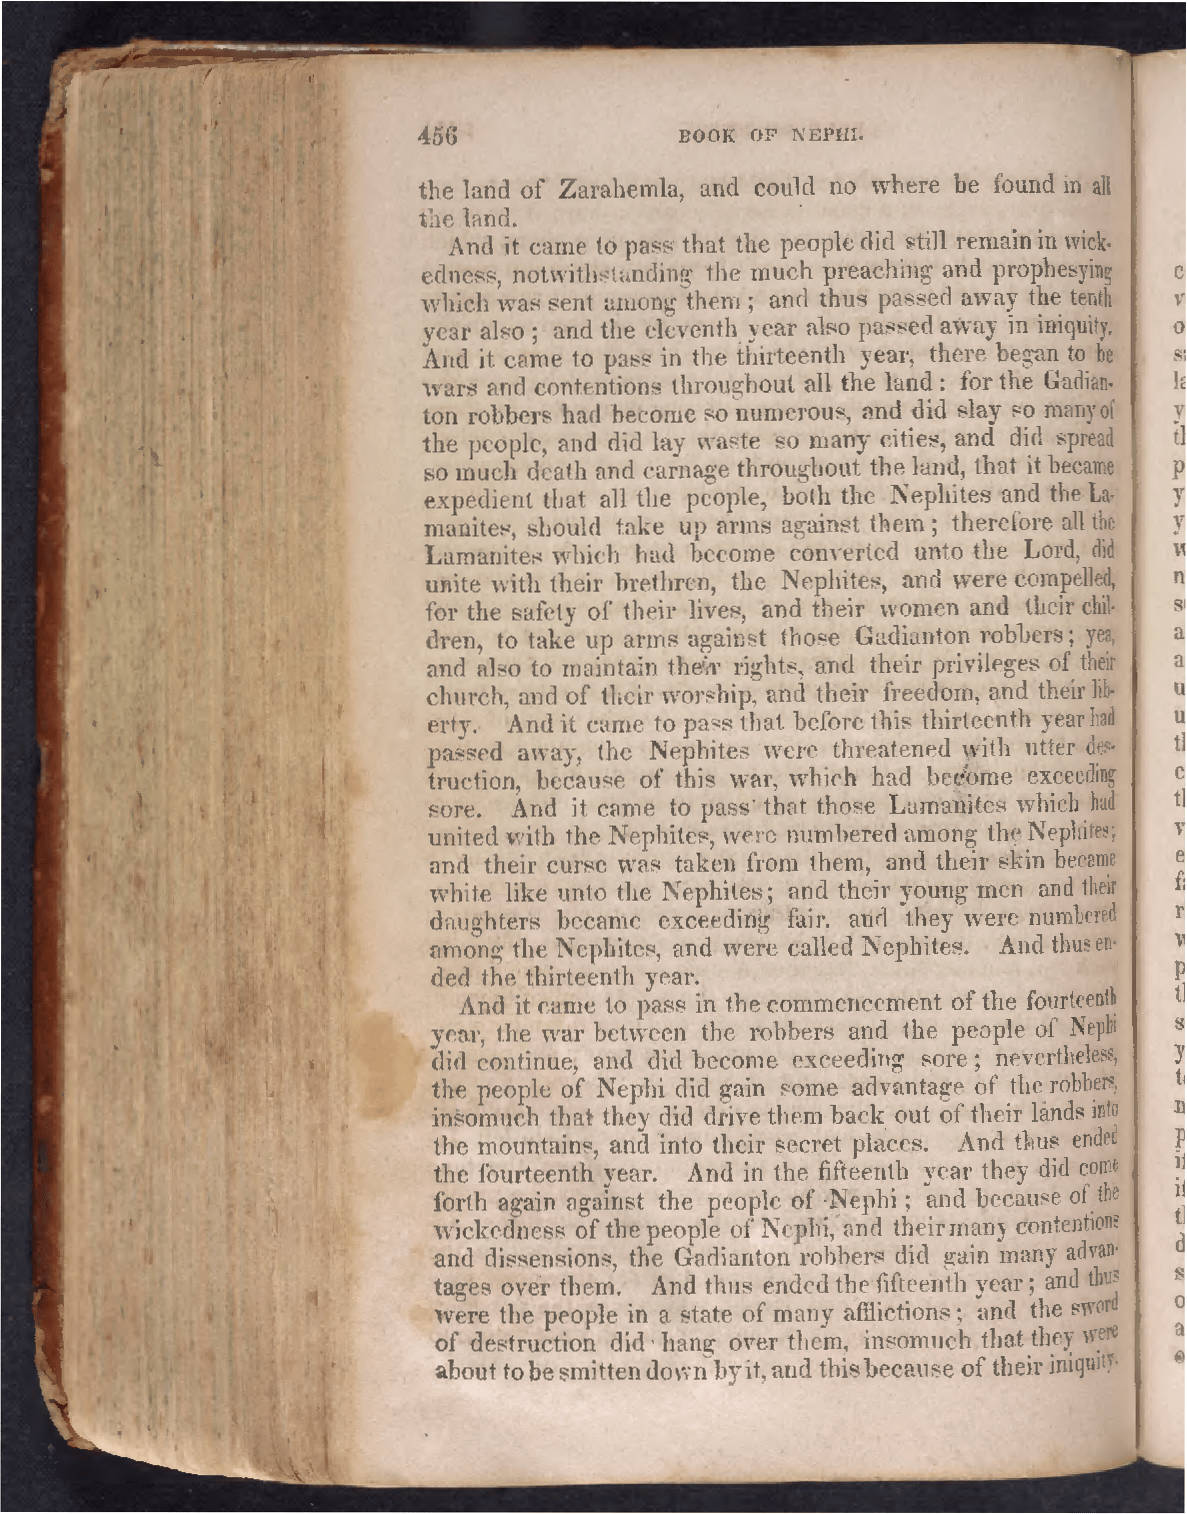 456 BOOK OF NEPHI.
the land of Zarahemla, and could no where be found in all
the land.
And it came to pass that the people did still remain in wick-
edness, notwithstanding the much preaching and prophesying
which was sent among them ; and thus passed away the tenth
year also ; and the eleventh year also passed away in iniquity.
And it came to pass in the thirteenth year, there began to be
wars and contentions throughout all the land : for the Gadian-
ton robbers had become so numerous, and did slay so many of
the people, and did lay waste so many cities, and did spread
so much death and carnage throughout the land, that it became
expedient that all the people, both the Nephites and the La-
manites, should take up arms against them ; therefore all the
Lamanites which had become converted unto the Lord, did
unite with their brethren, the Nephites, and were compelled,
for the safety of their lives, and their women and their chil-
dren, to take up arms against those Gadianton robbers ; yea,
and also to maintain their rights, and their privileges of their
church, and of their worship, and their freedom, and their lib-
erty. And it came to pass that before this thirteenth year had
passed away, the Nephites were threatened with utter des-
truction, because of this war, which had become exceeding
sore. And it came to pass that those Lamanites which had
united with the Nephites, were numbered among the Nephites;
and their curse was taken from them, and their skin became
white like unto the Nephites; and their young men and their
daughters became exceeding fair. and they were numbered
among the Nephites, and were called Nephites. And thus en-
ded the thirteenth year.
And it came to pass in the commencement of the fourteenth
year, the war between the robbers and the people of Nephi
did continue, and did become exceeding sore ; nevertheless,
the people of Nephi did gain some advantage of the robbers,
insomuch that they did drive them back out of their lands into
the mountains, and into their secret places. And thus ended
the fourteenth year. And in the fifteenth year they did come
forth again against the people of Nephi ; and because of the
wickedness of the people of Nephi, and their many contentions
and dissensions, the Gadianton robbers did gain many advan-
tages over them. And thus ended the fifteenth year ; and thus
were the people in a state of many afflictions ; and the sword
of destruction did hang over them, insomuch that they were
about to be smitten down by it, and this because of their iniquity.